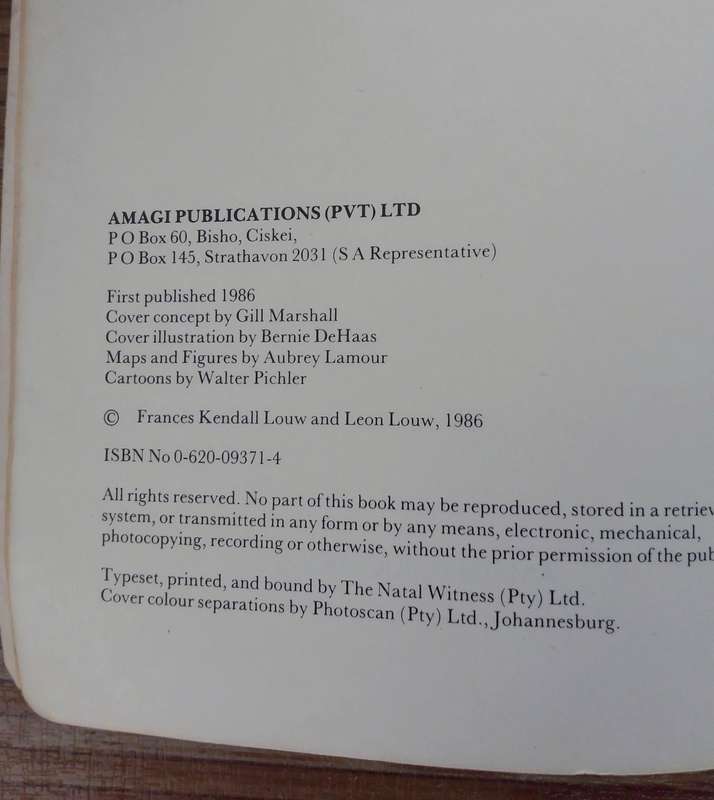 AMAGI PUBLICATIONS (PVT) LTD
P O Box 60, Bisho, Ciskei,
P O Box 145, Strathavon 2031 (S A Representative)
First published 1986
Cover concept by Gill Marshall
Cover illustration by Bernie DeHaas
Maps and Figures by Aubrey Lamour
Cartoons by Walter Pichler
© Frances Kendall Louw and Leon Louw, 1986
ISBN No 0-620-09371-4
All rights reserved. No part of this book may be reproduced, stored in a
system, or transmitted in any form or by any means, electronic, mechanical,
photocopying, recording or otherwise, without the prior permission of the
Typeset, printed, and bound by The Natal Witness (Pty) Ltd.
Cover colour separations by Photoscan (Pty) Ltd., Johannesburg.